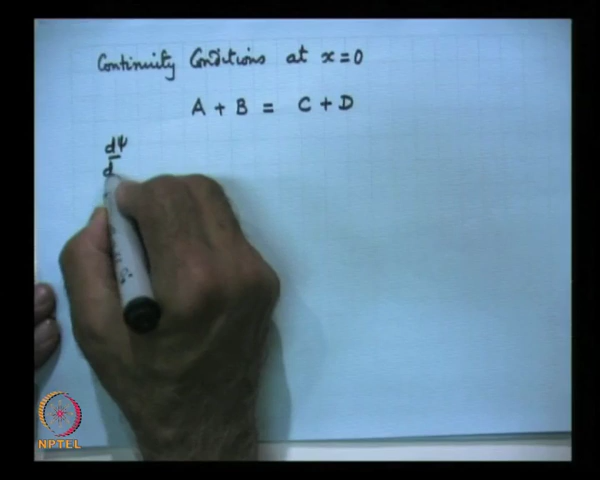 Continuity Conditions at x=0
A + B = C + D
dΨ
d
NPTEL